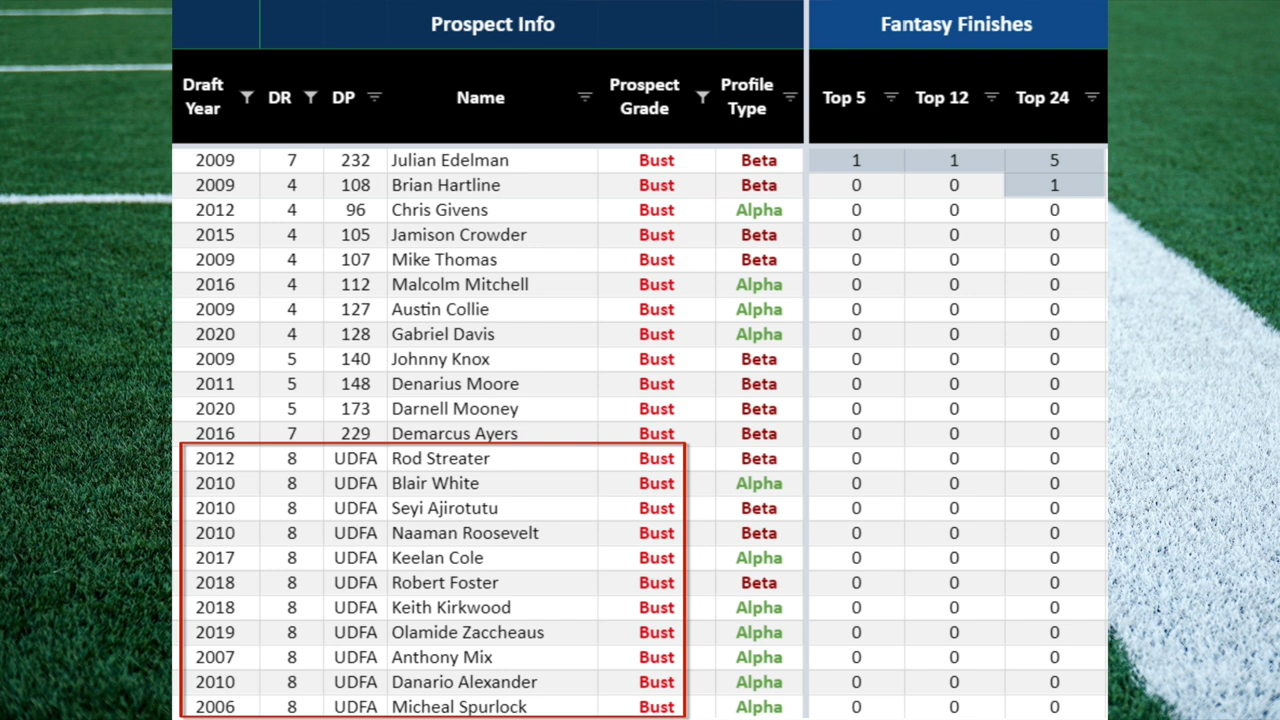 Prospect Info Fantasy Finishes
Draft Year DR DP Name Prospect Grade Profile Type Top 5 Top 12 Top 24
2009 7 232 Julian Edelman Bust Beta 1 1 5
2009 4 108 Brian Hartline Bust Beta 0 0 1
2012 4 96 Chris Givens Bust Alpha 0 0 0
2015 4 105 Jamison Crowder Bust Beta 0 0 0
2009 4 107 Mike Thomas Bust Beta 0 0 0
2016 4 112 Malcolm Mitchell Bust Alpha 0 0 0
2009 4 127 Austin Collie Bust Alpha 0 0 0
2020 4 128 Gabriel Davis Bust Alpha 0 0 0
2009 5 140 Johnny Knox Bust Beta 0 0 0
2011 5 148 Denarius Moore Bust Beta 0 0 0
2020 5 173 Darnell Mooney Bust Beta 0 0 0
2016 7 229 Demarcus Ayers Bust Beta 0 0 0
2012 8 UDFA Rod Streater Bust Beta 0 0 0
2010 8 UDFA Blair White Bust Alpha 0 0 0
2010 8 UDFA Seyi Ajirotutu Bust Beta 0 0 0
2010 8 UDFA Naaman Roosevelt Bust Beta 0 0 0
2017 8 UDFA Keelan Cole Bust Alpha 0 0 0
2018 8 UDFA Robert Foster Bust Beta 0 0 0
2018 8 UDFA Keith Kirkwood Bust Alpha 0 0 0
2019 8 UDFA Olamide Zaccheaus Bust Alpha 0 0 0
2007 8 UDFA Anthony Mix Bust Alpha 0 0 0
2010 8 UDFA Danario Alexander Bust Alpha 0 0 0
2006 8 UDFA Micheal Spurlock Bust Alpha 0 0 0